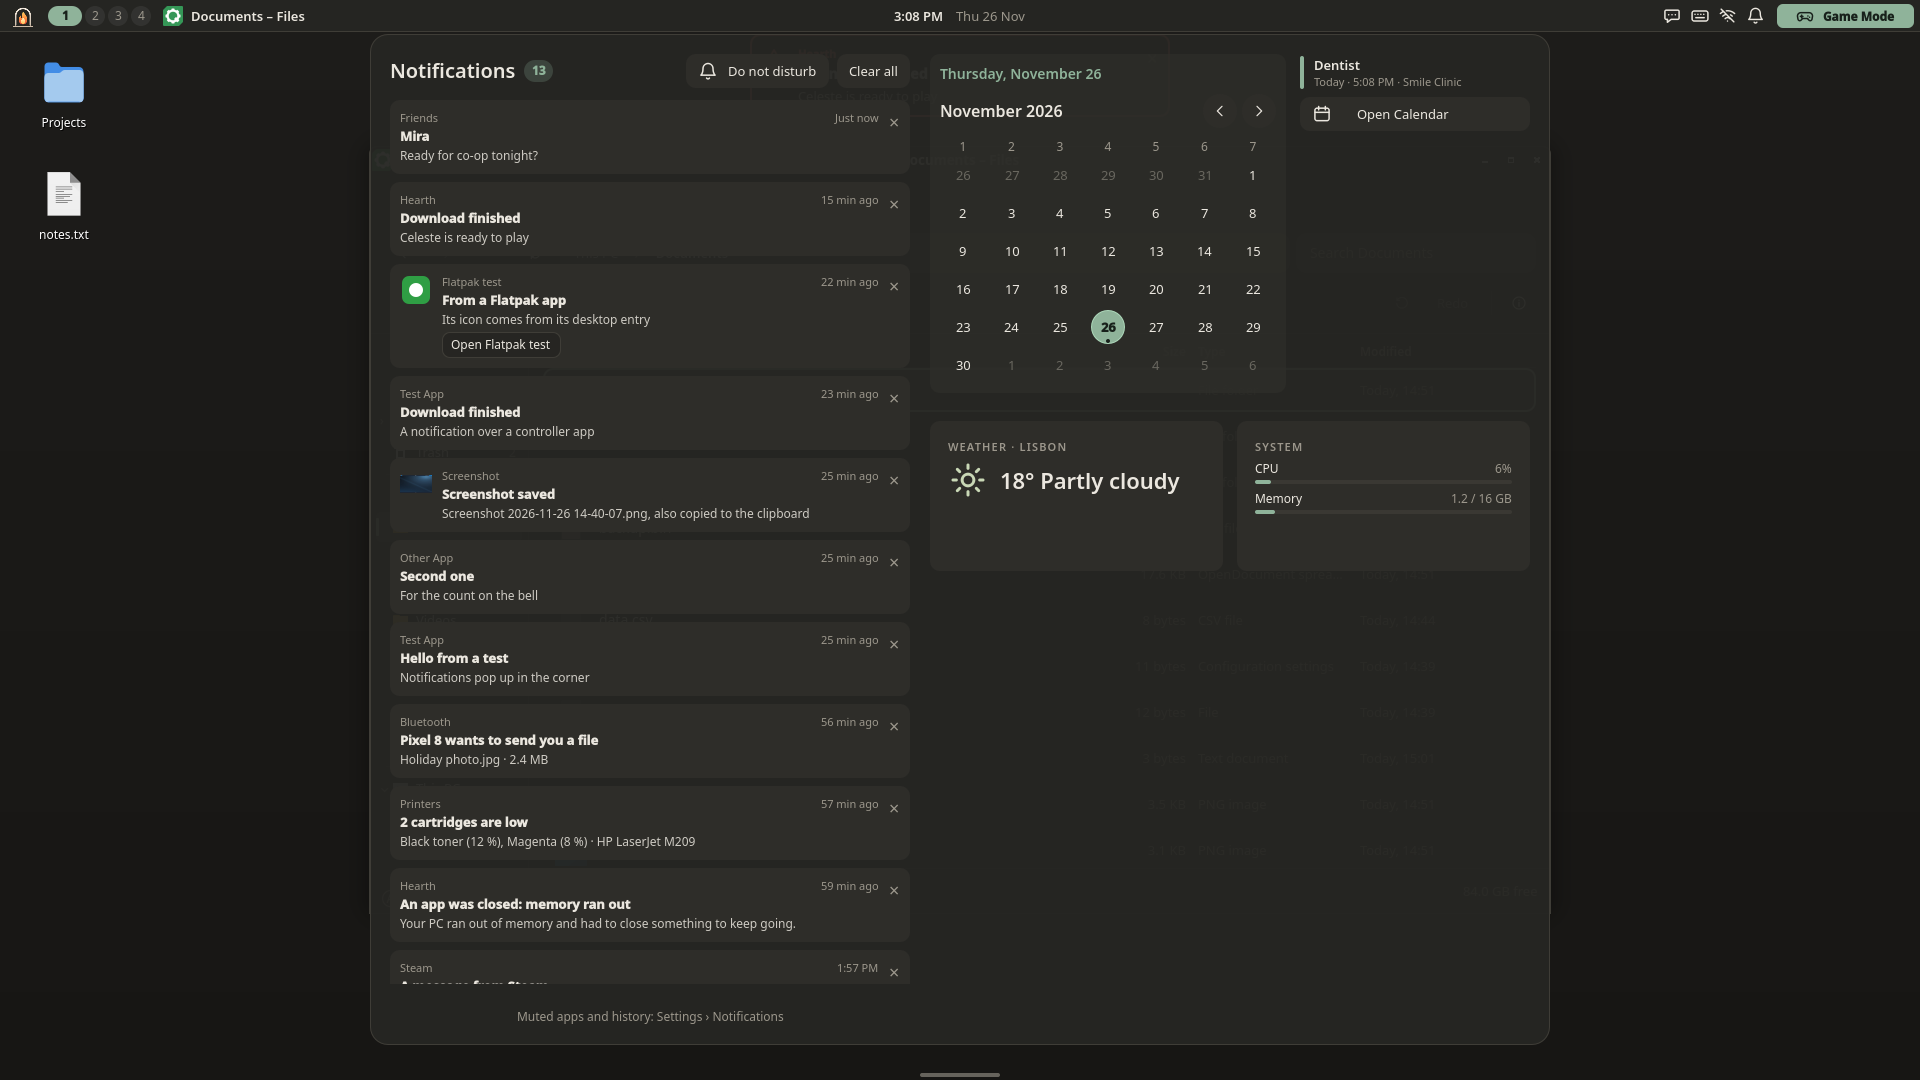 1 2 3 4 Documents – Files
3:08 PM Thu 26 Nov
Game Mode
Projects
notes.txt
Notifications 13
Do not disturb
Clear all
Friends Just now
Mira
Ready for co-op tonight?
Hearth 15 min ago
Download finished
Celeste is ready to play
Flatpak test 22 min ago
From a Flatpak app
Its icon comes from its desktop entry
Open Flatpak test
Test App 23 min ago
Download finished
A notification over a controller app
Screenshot 25 min ago
Screenshot saved
Screenshot 2026-11-26 14-40-07.png, also copied to the clipboard
Other App 25 min ago
Second one
For the count on the bell
Test App 25 min ago
Hello from a test
Notifications pop up in the corner
Bluetooth 56 min ago
Pixel 8 wants to send you a file
Holiday photo.jpg · 2.4 MB
Printers 57 min ago
2 cartridges are low
Black toner (12 %), Magenta (8 %) · HP LaserJet M209
Hearth 59 min ago
An app was closed: memory ran out
Your PC ran out of memory and had to close something to keep going.
Steam 1:57 PM
A message from Steam
Muted apps and history: Settings › Notifications
Thursday, November 26
November 2026
1 2 3 4 5 6 7
26 27 28 29 30 31 1
2 3 4 5 6 7 8
9 10 11 12 13 14 15
16 17 18 19 20 21 22
23 24 25 26 27 28 29
30 1 2 3 4 5 6
Dentist
Today · 5:08 PM · Smile Clinic
Open Calendar
WEATHER · LISBON
18° Partly cloudy
SYSTEM
CPU 6%
Memory 1.2 / 16 GB